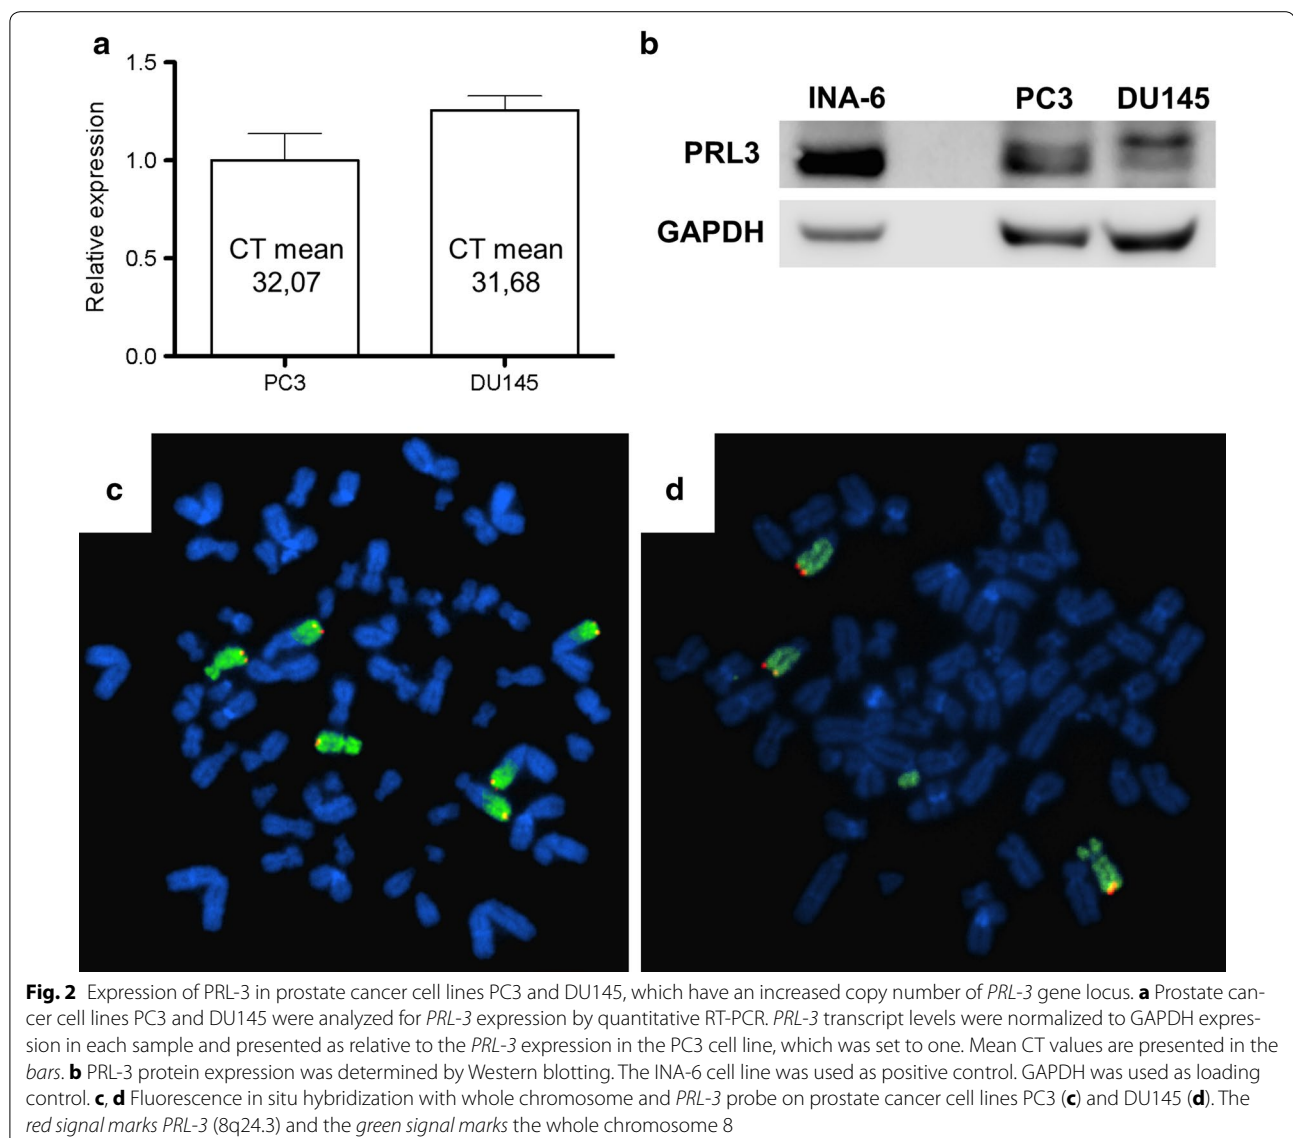 a
1.5
1.0
0.5
0.0
Relative expression
CT mean
32,07
CT mean
31,68
PC3
DU145
b
INA-6
PC3
DU145
PRL3
GAPDH
c
d
Fig. 2 Expression of PRL-3 in prostate cancer cell lines PC3 and DU145, which have an increased copy number of PRL-3 gene locus. a Prostate can-
cer cell lines PC3 and DU145 were analyzed for PRL-3 expression by quantitative RT-PCR. PRL-3 transcript levels were normalized to GAPDH expres-
sion in each sample and presented as relative to the PRL-3 expression in the PC3 cell line, which was set to one. Mean CT values are presented in the
bars. b PRL-3 protein expression was determined by Western blotting. The INA-6 cell line was used as positive control. GAPDH was used as loading
control. c, d Fluorescence in situ hybridization with whole chromosome and PRL-3 probe on prostate cancer cell lines PC3 (c) and DU145 (d). The
red signal marks PRL-3 (8q24.3) and the green signal marks the whole chromosome 8